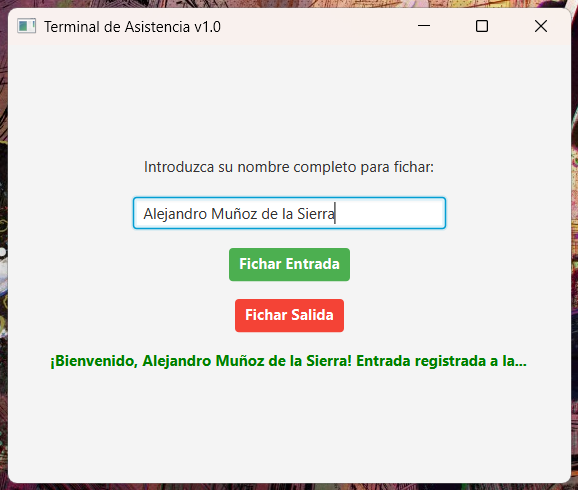 Terminal de Asistencia v1.0
Introduzca su nombre completo para fichar:
Alejandro Muñoz de la Sierra
Fichar Entrada
Fichar Salida
¡Bienvenido, Alejandro Muñoz de la Sierra! Entrada registrada a la...